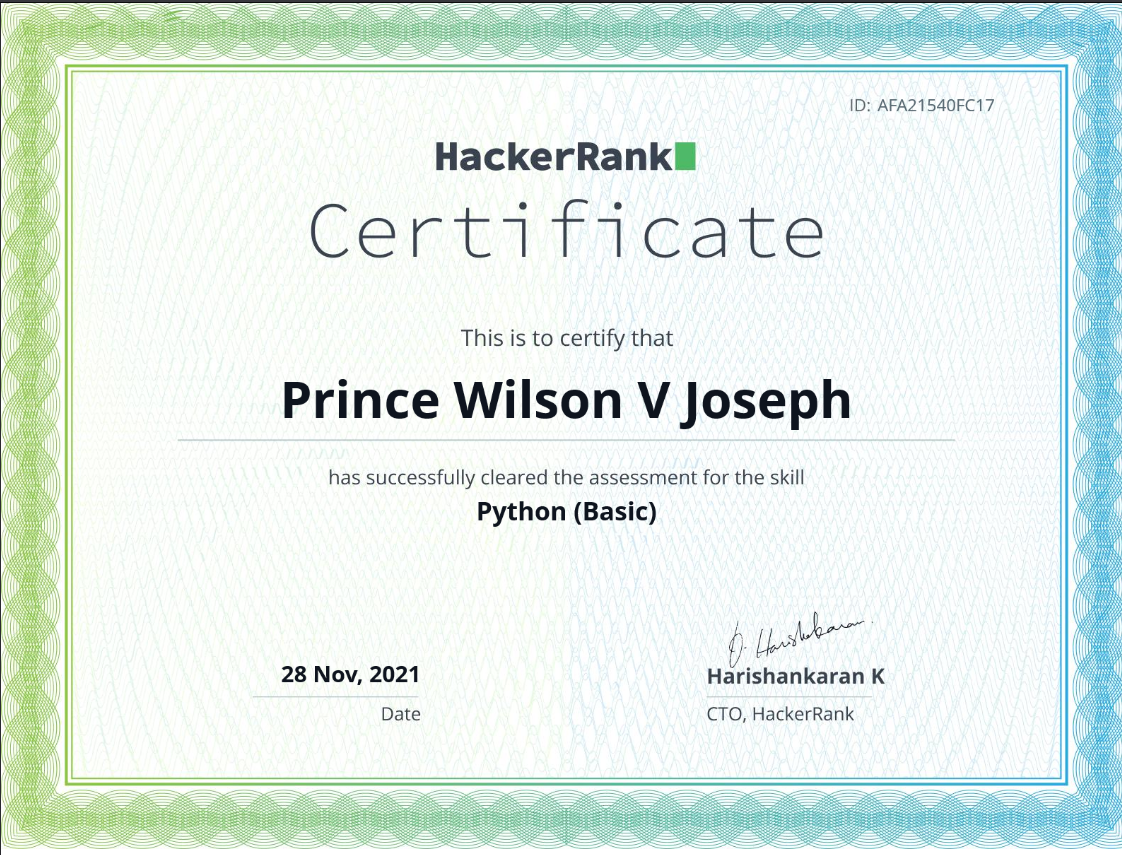 ID: AFA21540FC17
HackerRank
Certificate
This is to certify that
Prince Wilson V Joseph
has successfully cleared the assessment for the skill
Python (Basic)
28 Nov, 2021
Date
Harishankaran K
CTO, HackerRank